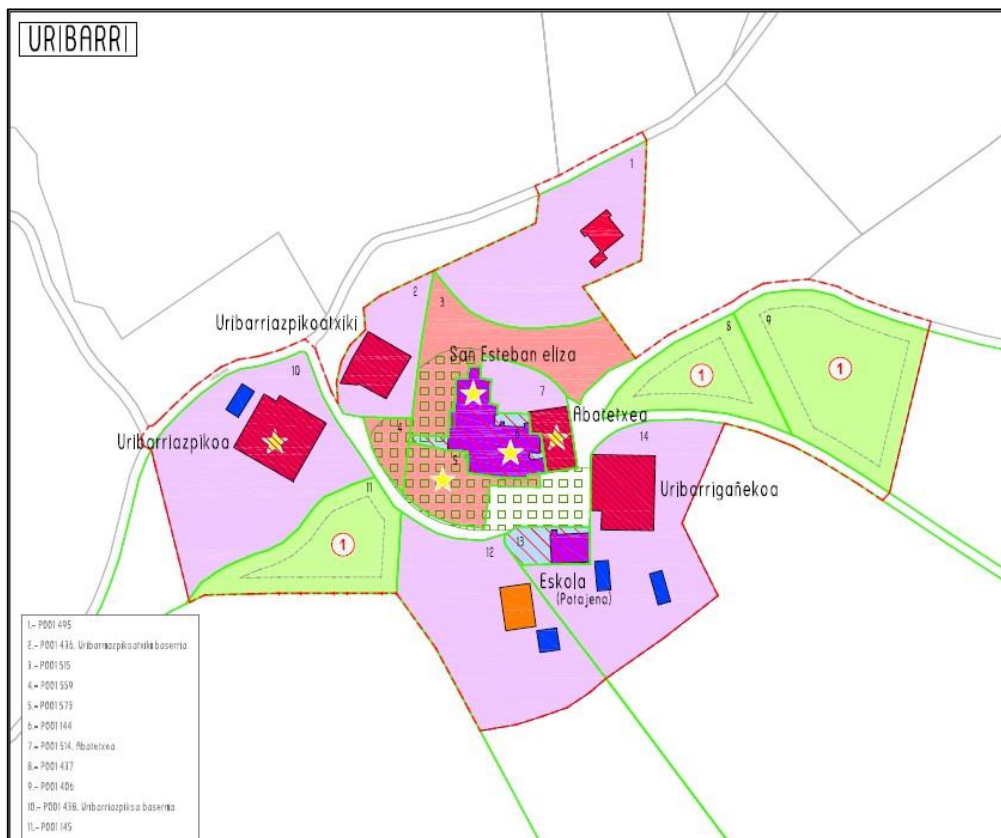 URIBARRI
1
2
3
Uribarriazpikoatxiki
San Esteban eliza
8
9
10
7
1
1
Abatetxea
Uribarriazpikoa
4
14
5
11
Uribarrigañekoa
1
12
13
Eskola
(Patajena)
1.- P001 495
2.- P001 436. Uribarriazpikoatxiki baserria
3.- P001 515
4.- P001 559
5.- P001 573
6.- P001 144
7.- P001 514. Abatetxea
8.- P001 437
9.- P001 406
10.- P001 438. Uribarriazpikoa baserria
11.- P001 145